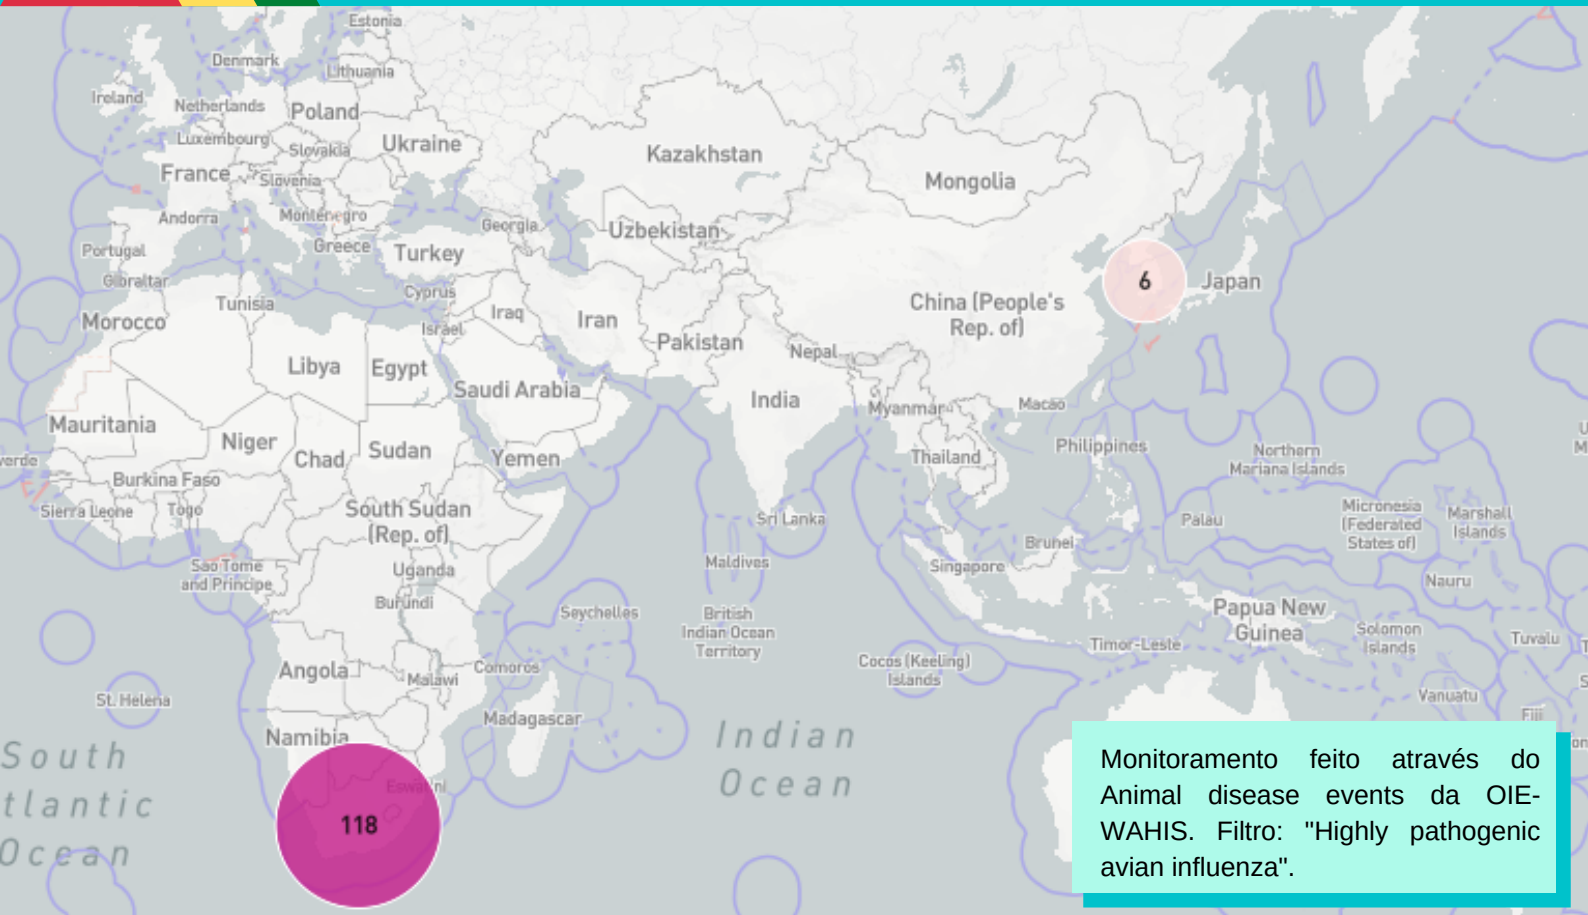 Estonia
Denmark
Lithuania
Ireland
Netherlands
Poland
Luxembourg
Slovakia
Ukraine
France
Slovenia
Kazakhstan
Mongolia
Andorra
Montenegro
Georgia
Uzbekistan
Portugal
Greece
Turkey
Gibraltar
Tunisia
Cyprus
6
Japan
Morocco
Israel
Iraq
Iran
China (People's
Rep. of)
Pakistan
Nepal
Libya
Egypt
Saudi Arabia
India
Myanmar
Macao
Mauritania
Niger
Chad
Sudan
Yemen
Thailand
Philippines
Northern
Mariana Islands
verde
Burkina Faso
Sierra Leone
Togo
South Sudan
(Rep. of)
Sri Lanka
Palau
Micronesia
(Federated
States of)
Marshall
Islands
Sao Tome
and Principe
Uganda
Maldives
Brunei
Singapore
Nauru
Burundi
Seychelles
British
Indian Ocean
Territory
Papua New
Guinea
Solomon
Islands
Tuvalu
Timor-Leste
Angola
Malawi
Comoros
Cocos (Keeling)
Islands
St. Helena
Vanuatu
Madagascar
Fiji
Namibia
South
tlantic
Ocean
Indian
Ocean
Eswatini
118
Monitoramento feito através do
Animal disease events da OIE-
WAHIS. Filtro: "Highly pathogenic
avian influenza".